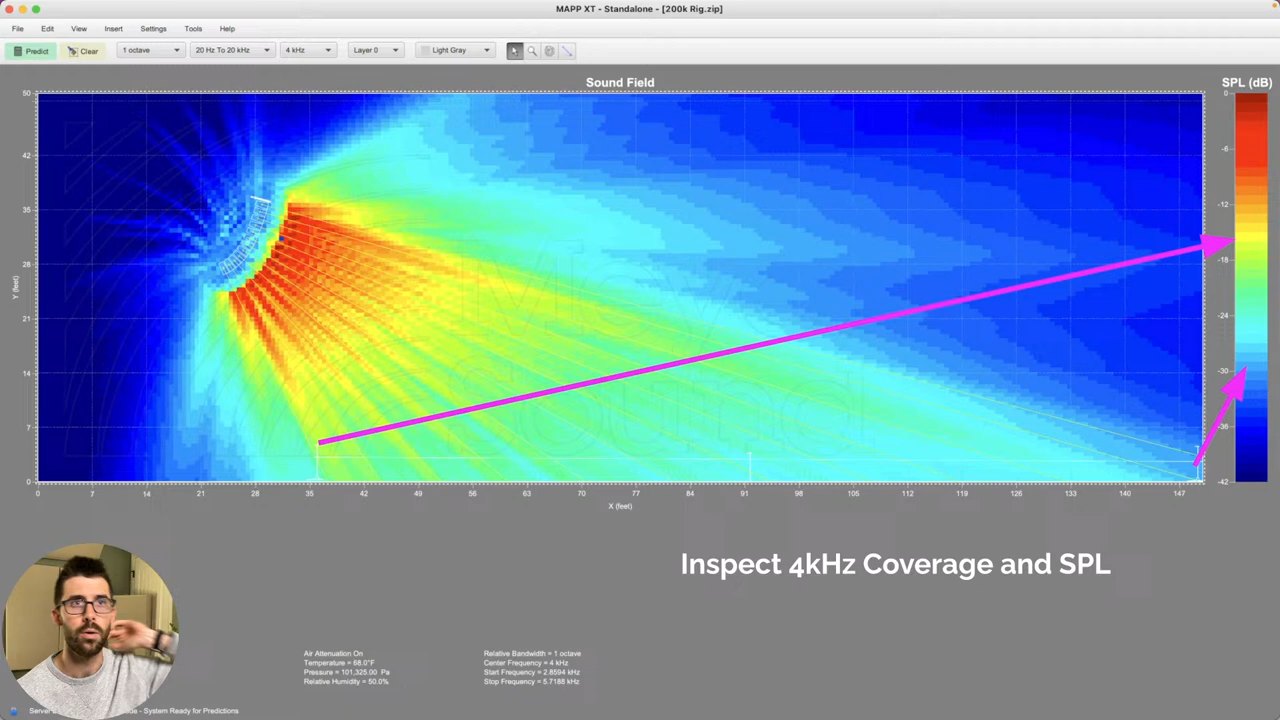 MAPP XT - Standalone - [200k Rig.zip]
File Edit View Insert Settings Tools Help
Predict Clear 1 octave 20 Hz To 20 kHz 4 kHz Layer 0 Light Gray
Sound Field
SPL (dB)
50
42
35
28
21
14
7
0
Y (feet)
0 7 14 21 28 35 42 49 56 63 70 77 84 91 98 105 112 119 126 133 140 147
X (feet)
0
-6
-12
-18
-24
-30
-36
-42
Inspect 4kHz Coverage and SPL
Air Attenuation On
Temperature = 68.0°F
Pressure = 101,325.00 Pa
Relative Humidity = 50.0%
Relative Bandwidth = 1 octave
Center Frequency = 4 kHz
Start Frequency = 2.8594 kHz
Stop Frequency = 5.7188 kHz
Server - System Ready for Predictions